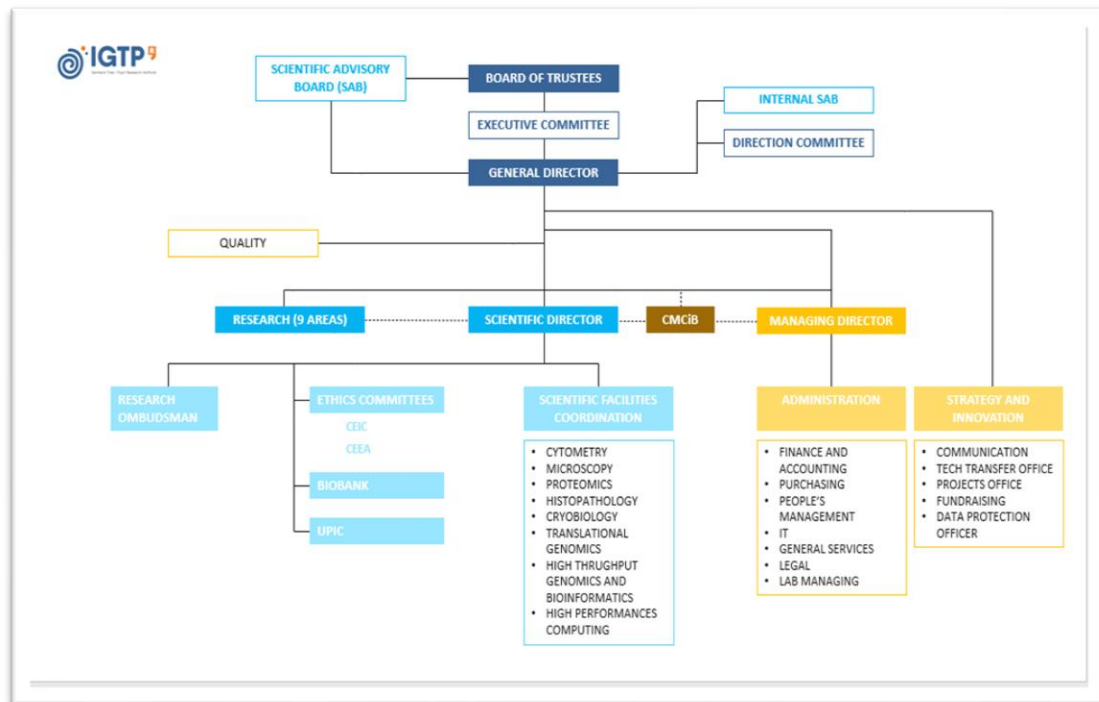 IGTP
SCIENTIFIC ADVISORY
BOARD (SAB)
BOARD OF TRUSTEES
INTERNAL SAB
EXECUTIVE COMMITTEE
DIRECTION COMMITTEE
GENERAL DIRECTOR
QUALITY
RESEARCH (9 AREAS)
SCIENTIFIC DIRECTOR
CMCiB
MANAGING DIRECTOR
RESEARCH
OMBUDSMAN
ETHICS COMMITTEES
CEIC
CEEA
BIOBANK
UPIC
SCIENTIFIC FACILITIES
COORDINATION
• CYTOMETRY
• MICROSCOPY
• PROTEOMICS
• HISTOPATHOLOGY
• CRYOBIOLOGY
• TRANSLATIONAL
GENOMICS
• HIGH THRUGHPUT
GENOMICS AND
BIOINFORMATICS
• HIGH PERFORMANCES
COMPUTING
ADMINISTRATION
• FINANCE AND
ACCOUNTING
• PURCHASING
• PEOPLE'S
MANAGEMENT
• IT
• GENERAL SERVICES
• LEGAL
• LAB MANAGING
STRATEGY AND
INNOVATION
• COMMUNICATION
• TECH TRANSFER OFFICE
• PROJECTS OFFICE
• FUNDRAISING
• DATA PROTECTION
OFFICER